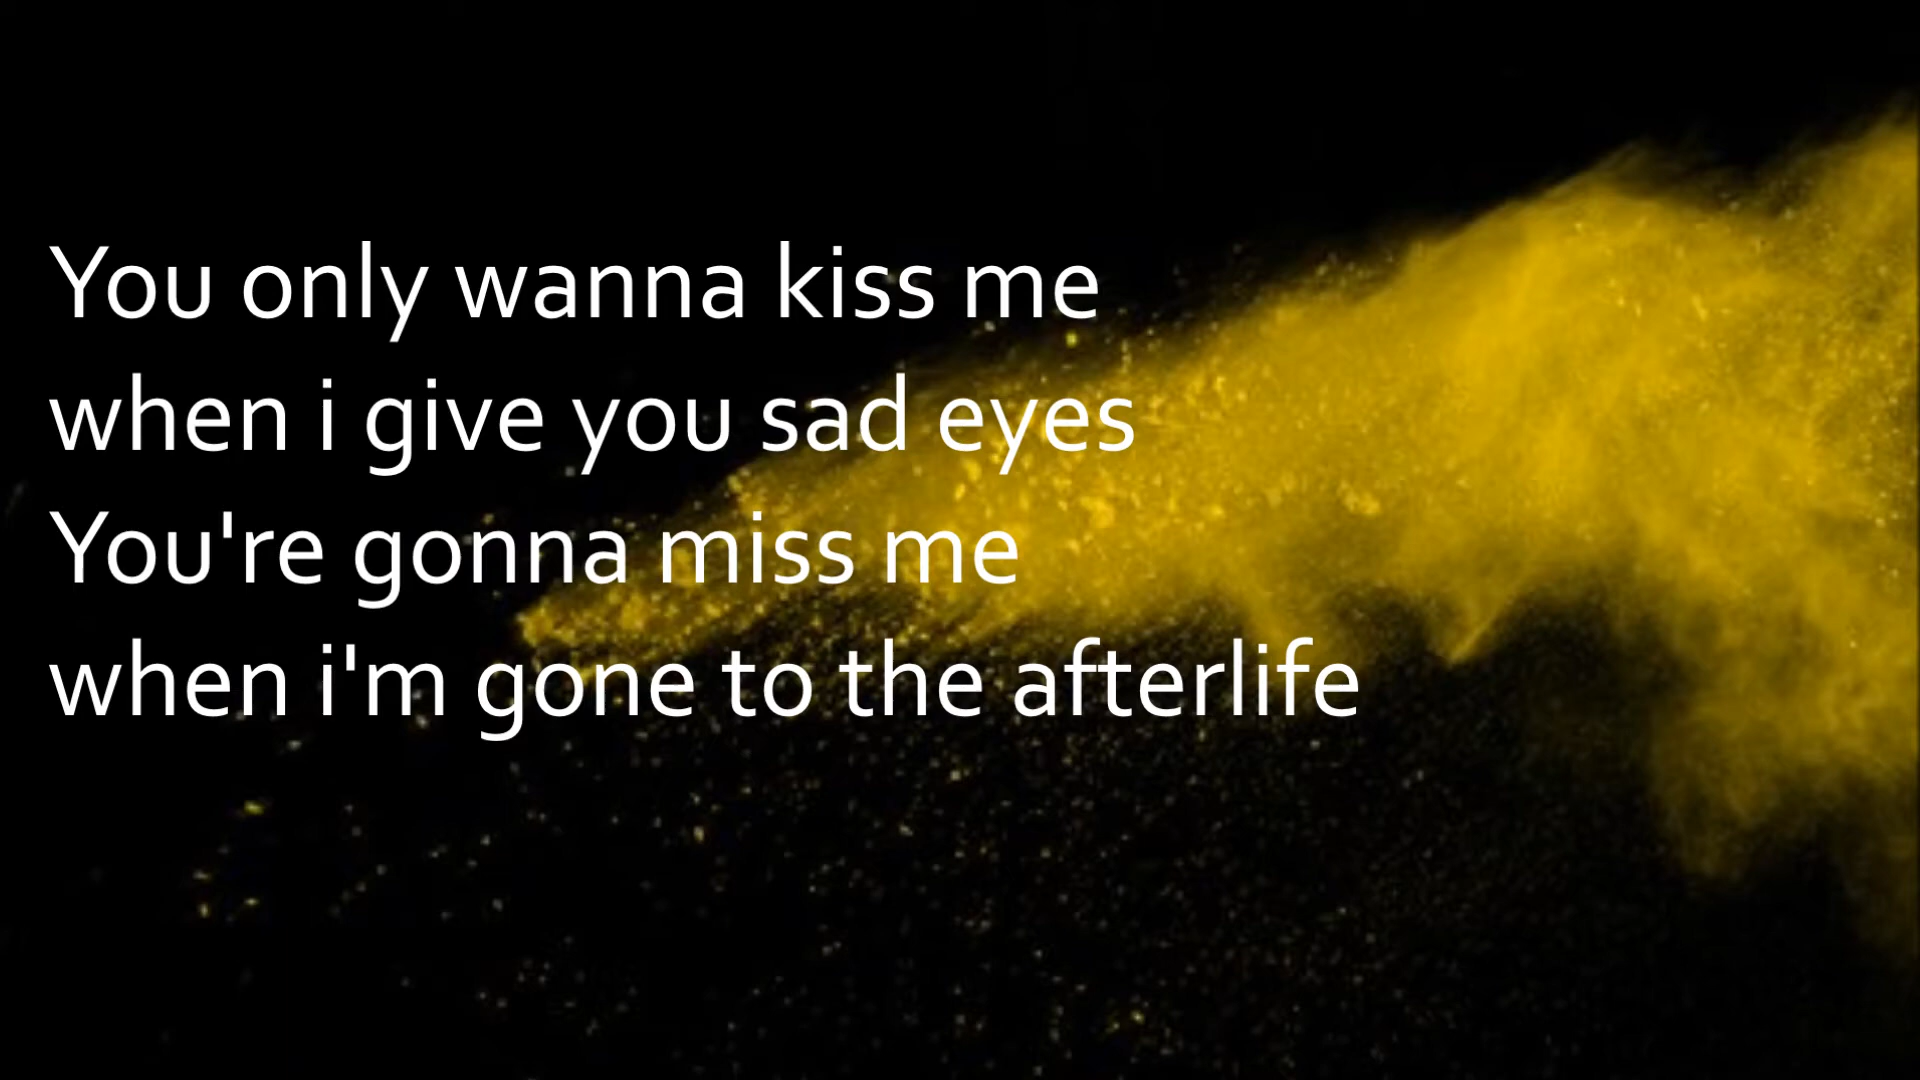 You only wanna kiss me
when i give you sad eyes
You're gonna miss me
when i'm gone to the afterlife